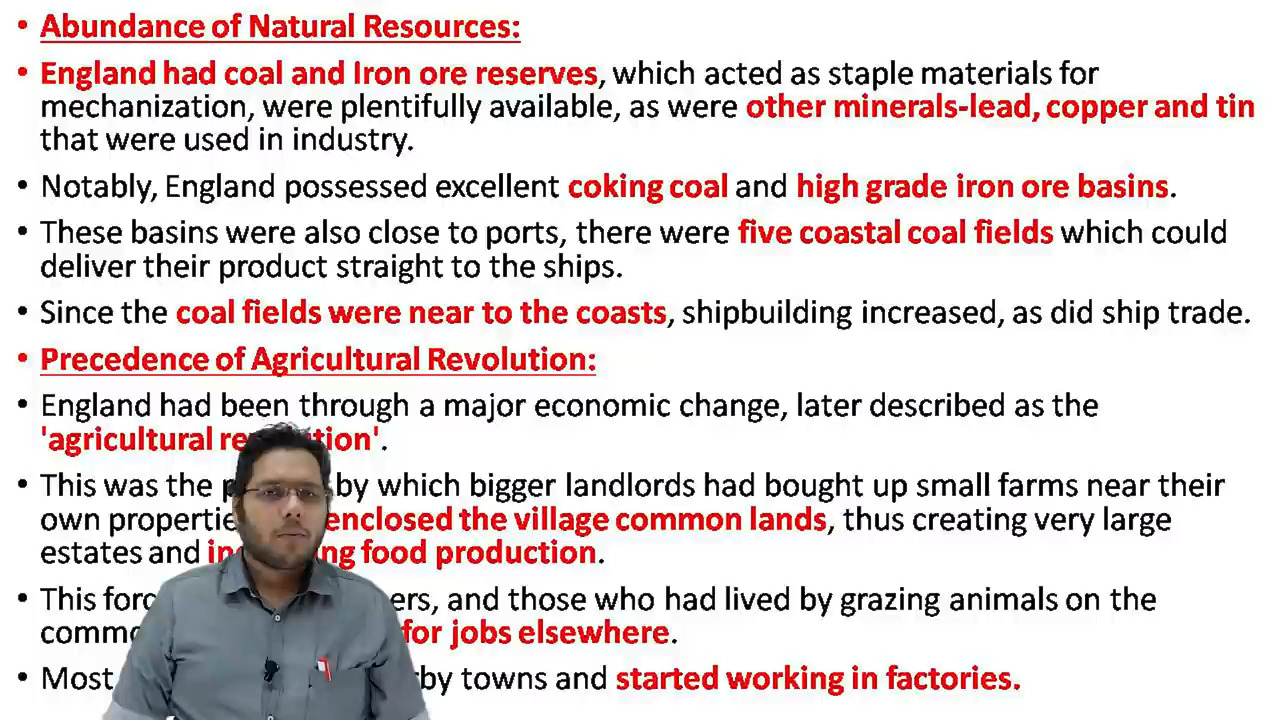 • Abundance of Natural Resources:
• England had coal and Iron ore reserves, which acted as staple materials for
mechanization, were plentifully available, as were other minerals-lead, copper and tin
that were used in industry.
• Notably, England possessed excellent coking coal and high grade iron ore basins.
• These basins were also close to ports, there were five coastal coal fields which could
deliver their product straight to the ships.
• Since the coal fields were near to the coasts, shipbuilding increased, as did ship trade.
• Precedence of Agricultural Revolution:
• England had been through a major economic change, later described as the
'agricultural revolution'.
• This was the by which bigger landlords had bought up small farms near their
own enclosed the village common lands, thus creating very large
estates and food production.
• This and those who had lived by grazing animals on the
for jobs elsewhere.
• Most towns and started working in factories.